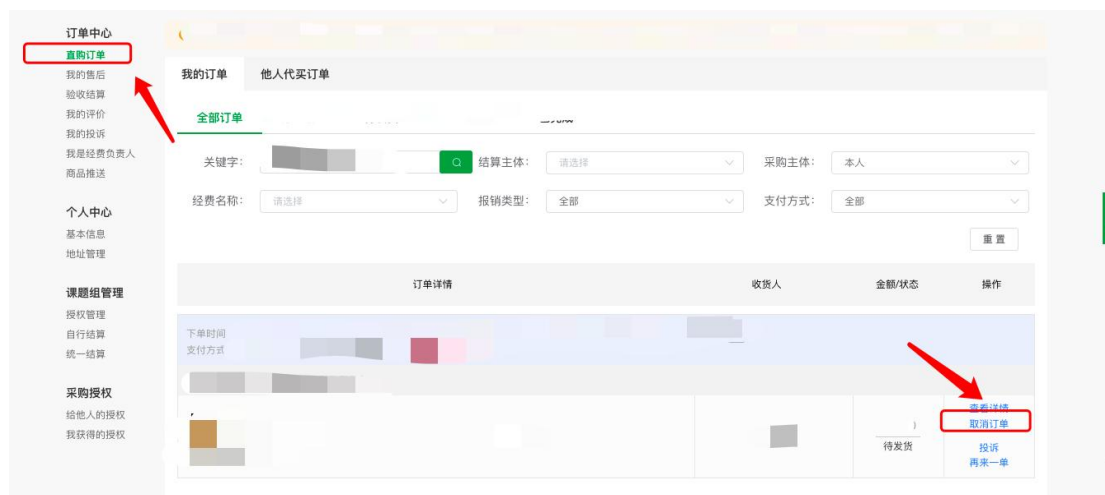 订单中心
直购订单
我的售后
验收结算
我的评价
我的投诉
我是经费负责人
商品推送
个人中心
基本信息
地址管理
课题组管理
授权管理
自行结算
统一结算
采购授权
给他人的授权
我获得的授权
我的订单 他人代买订单
全部订单
关键字： 结算主体： 请选择 采购主体： 本人
经费名称： 请选择 报销类型： 全部 支付方式： 全部
重置
订单详情 收货人 金额/状态 操作
下单时间
支付方式
查看详情
取消订单
待发货 投诉
再来一单